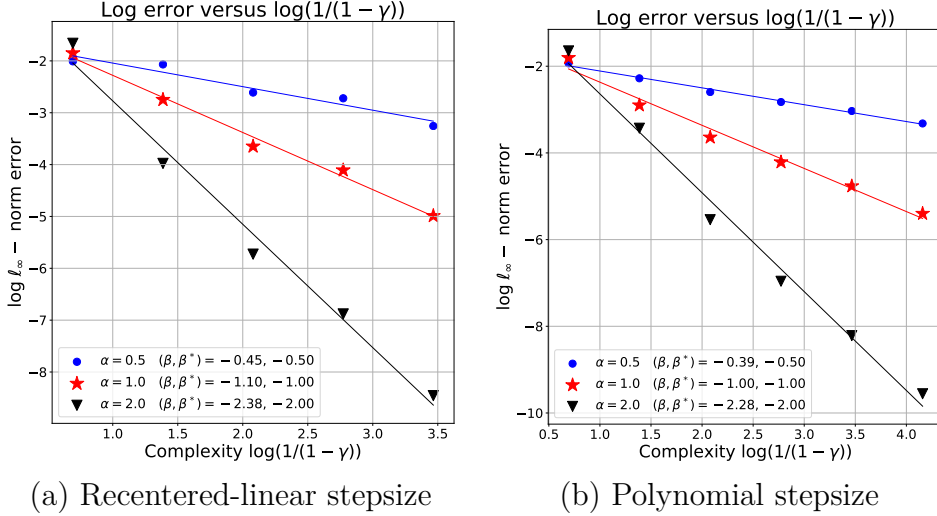 Log error versus log(1/(1 − γ))
log ℓ∞ − norm error
−2
−3
−4
−5
−6
−7
−8
α = 0.5 (β, β*) = −0.45, −0.50
α = 1.0 (β, β*) = −1.10, −1.00
α = 2.0 (β, β*) = −2.38, −2.00
1.0 1.5 2.0 2.5 3.0 3.5
Complexity log(1/(1 − γ))
(a) Recentered-linear stepsize
Log error versus log(1/(1 − γ))
log ℓ∞ − norm error
−2
−4
−6
−8
−10
α = 0.5 (β, β*) = −0.39, −0.50
α = 1.0 (β, β*) = −1.00, −1.00
α = 2.0 (β, β*) = −2.28, −2.00
0.5 1.0 1.5 2.0 2.5 3.0 3.5 4.0
Complexity log(1/(1 − γ))
(b) Polynomial stepsize